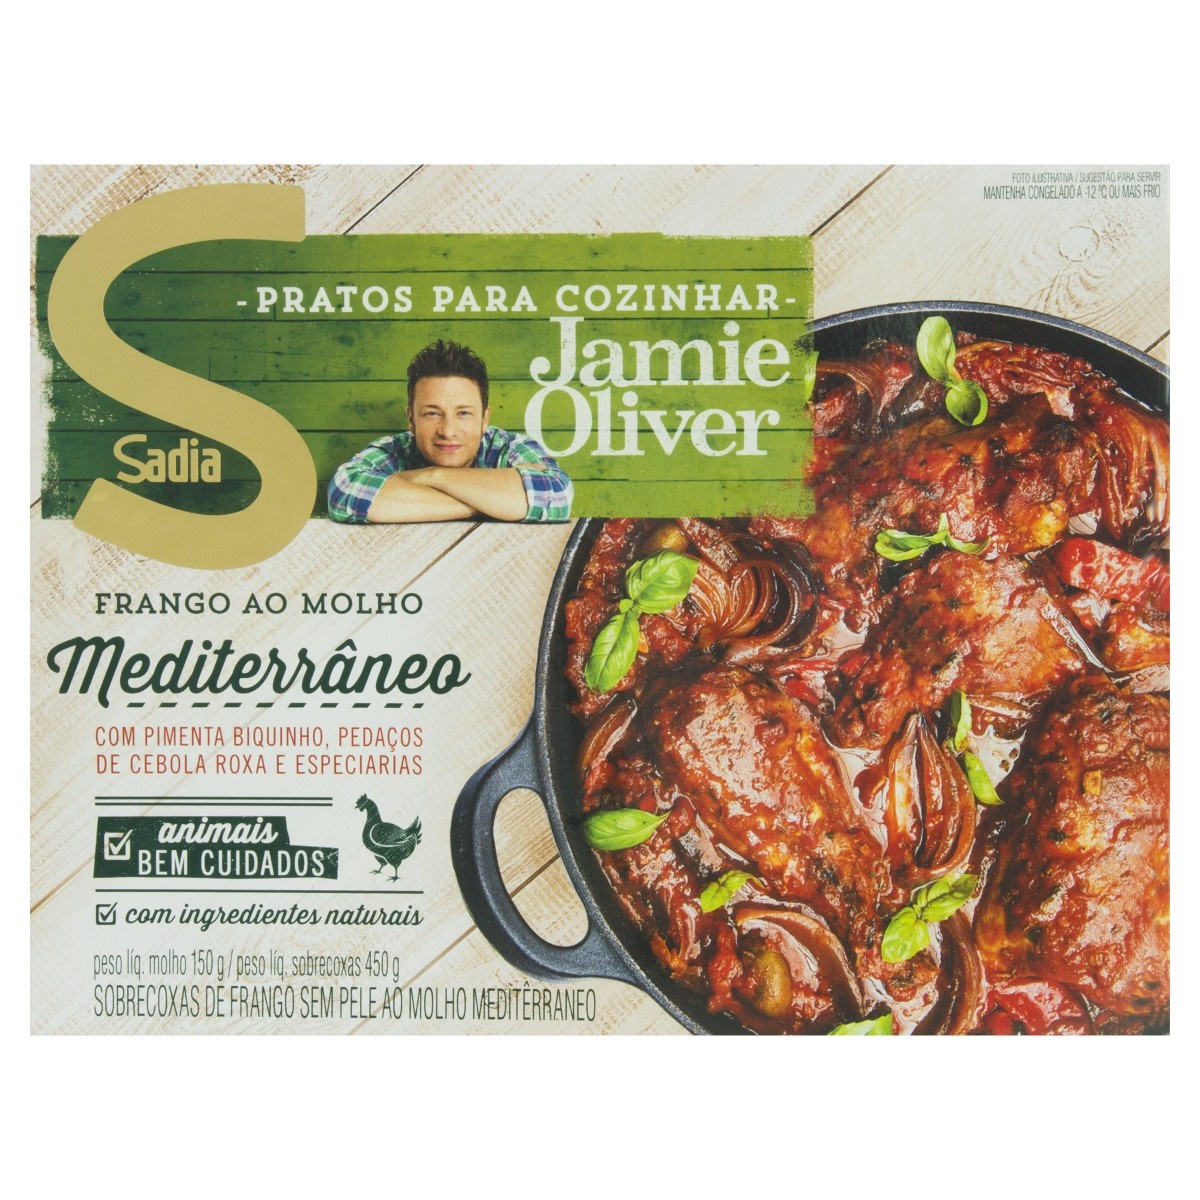 FOTO ILUSTRATIVA / SUGESTÃO PARA SERVIR
MANTENHA CONGELADO A -12 ºC OU MAIS FRIO
S
Sadia
-PRATOS PARA COZINHAR-
Jamie
Oliver
FRANGO AO MOLHO
Mediterrâneo
COM PIMENTA BIQUINHO, PEDAÇOS
DE CEBOLA ROXA E ESPECIARIAS
animais
BEM CUIDADOS
com ingredientes naturais
peso líq. molho 150 g / peso líq. sobrecoxas 450 g
SOBRECOXAS DE FRANGO SEM PELE AO MOLHO MEDITÊRRANEO